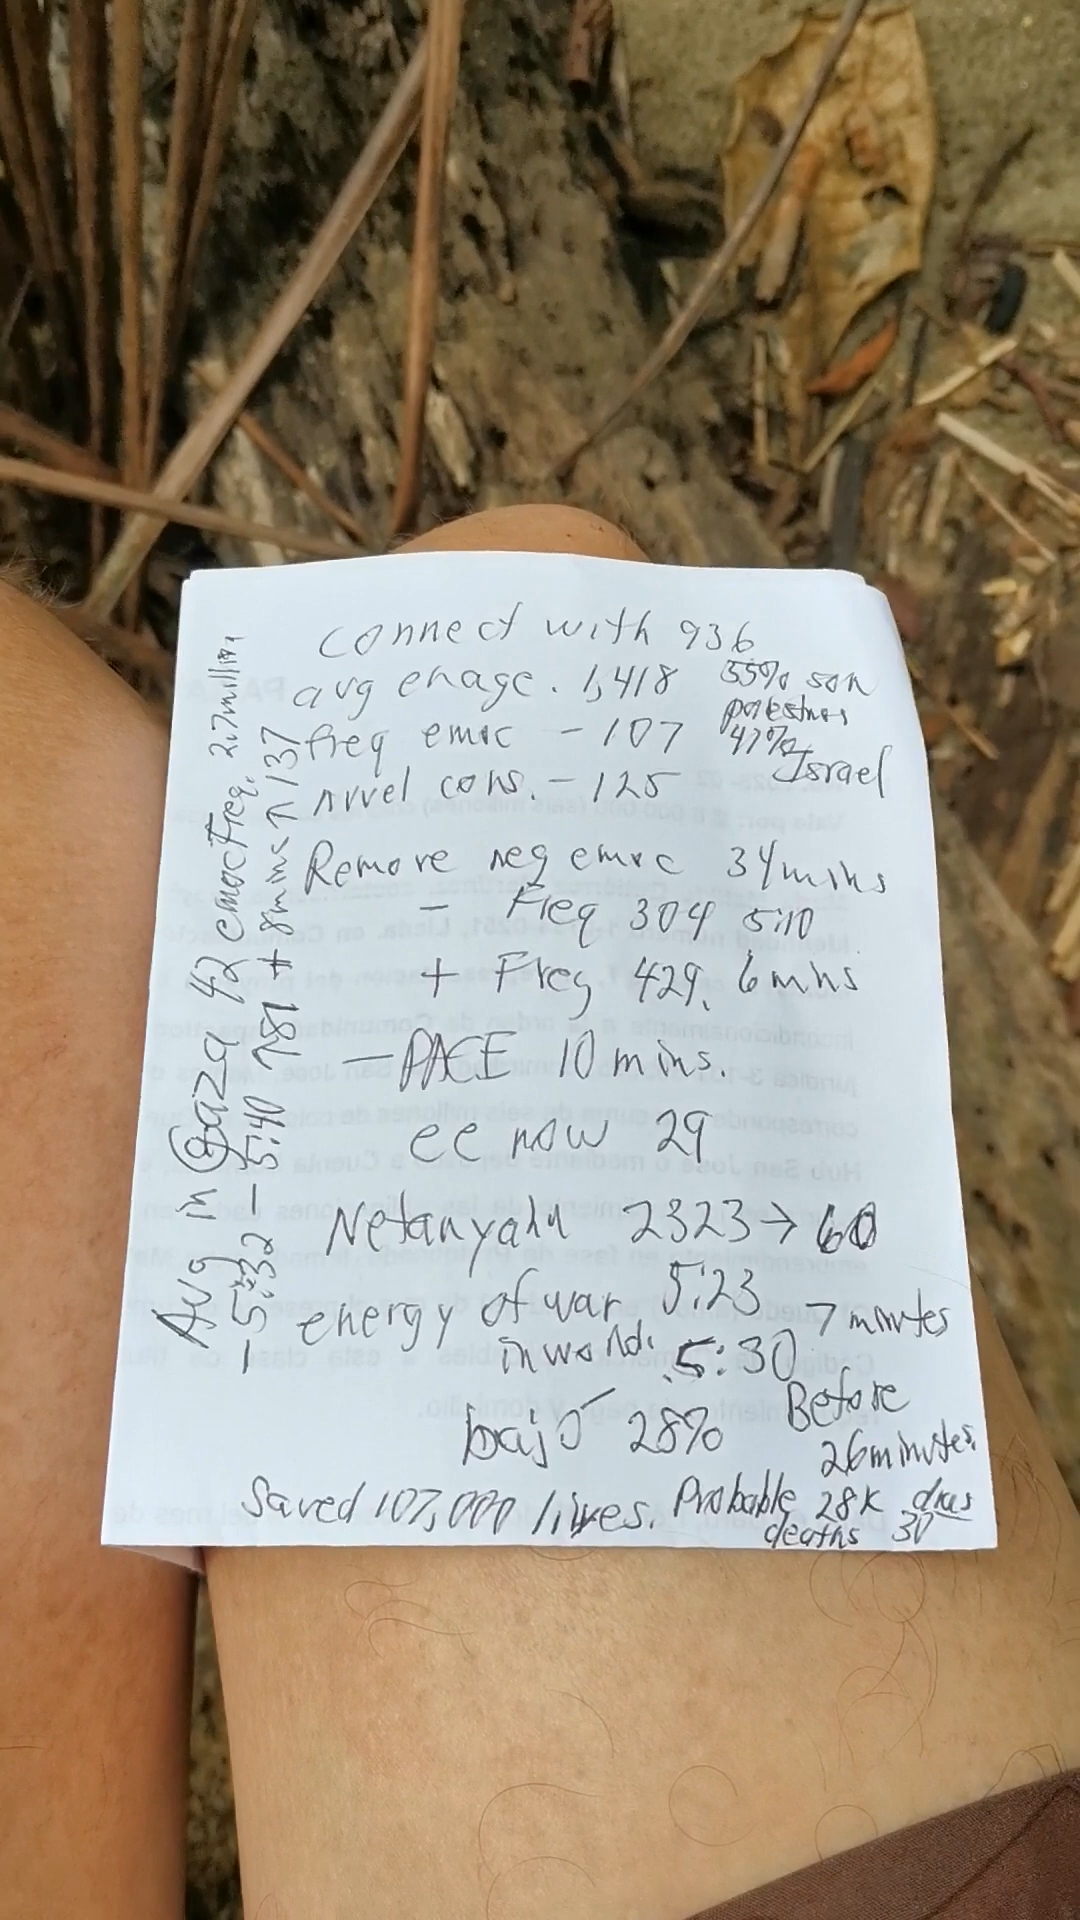 connect with 936
avg enage. 1,418 55% son
palestinos
freq emoc - 107 47%
Israel
nivel cons. - 125
Remove neg emoc 34 mins
- Freq 304 5:10
+ Freq 429. 6 mins
- PACE 10 mins.
ec now 29
Netanyahu 2323 → 60
energy of war 5:23 7 minutes
in world. 5:30
bajó 28% Before
26 minutes.
Saved 107,000 lives. Probable 28K dias
deaths 30
Avg in Gaza 42 emoc Freq. 2.7 million
- 5:32 - 5:40 ↑81 + 8 mins ↑137